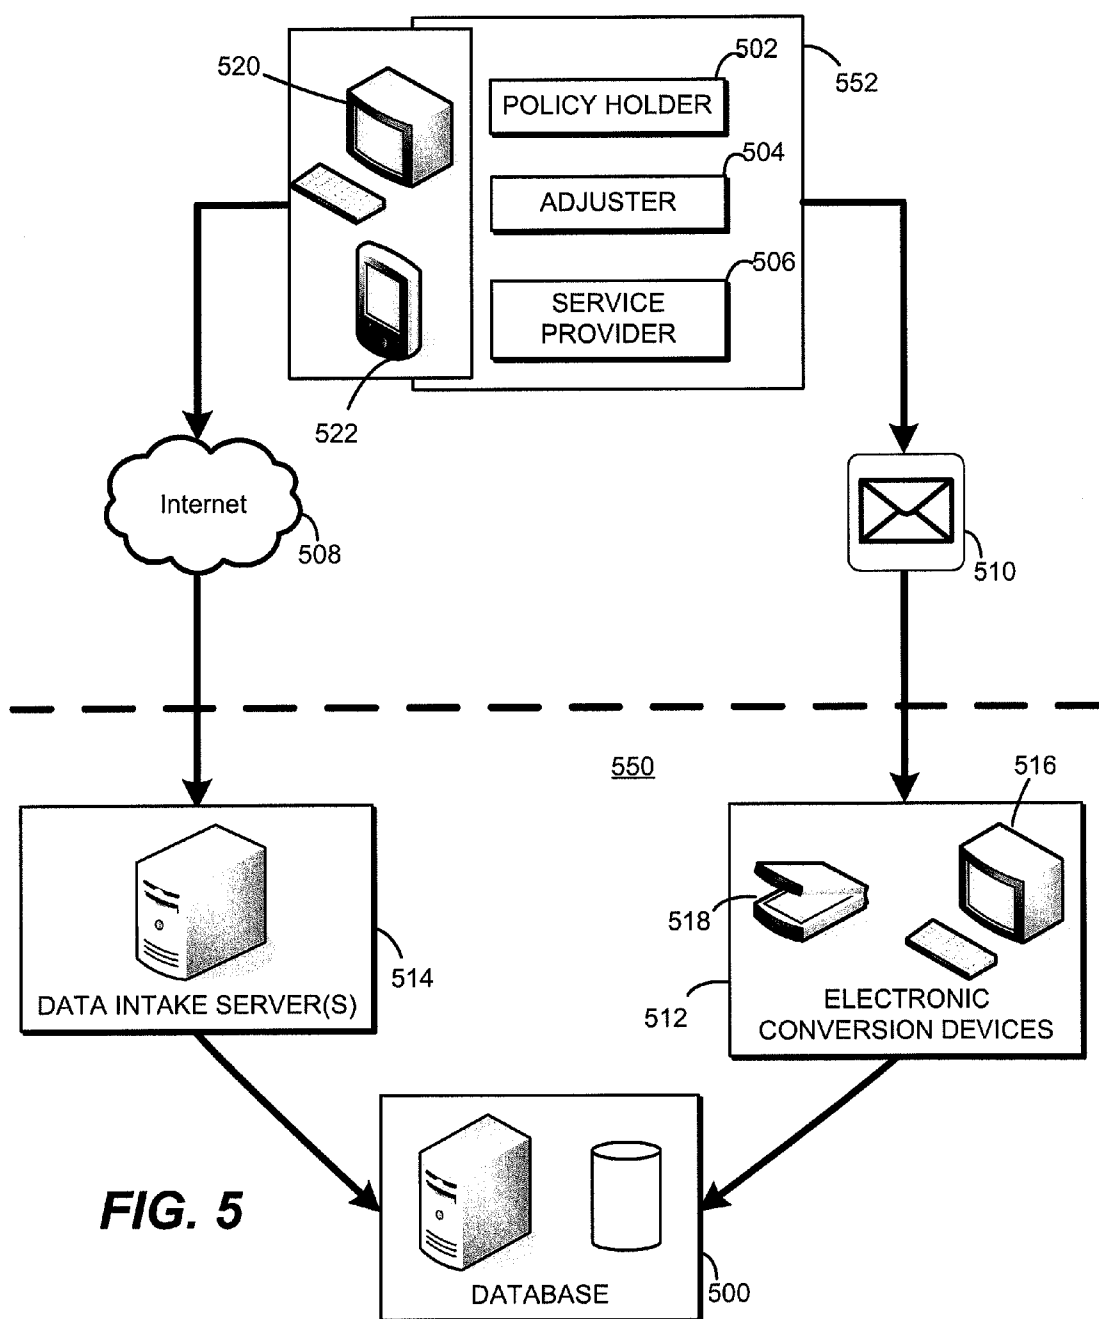 520
502
552
POLICY HOLDER
504
ADJUSTER
506
SERVICE
PROVIDER
522
Internet
508
510
550
516
518
514
512
DATA INTAKE SERVER(S)
ELECTRONIC
CONVERSION DEVICES
FIG. 5
DATABASE
500